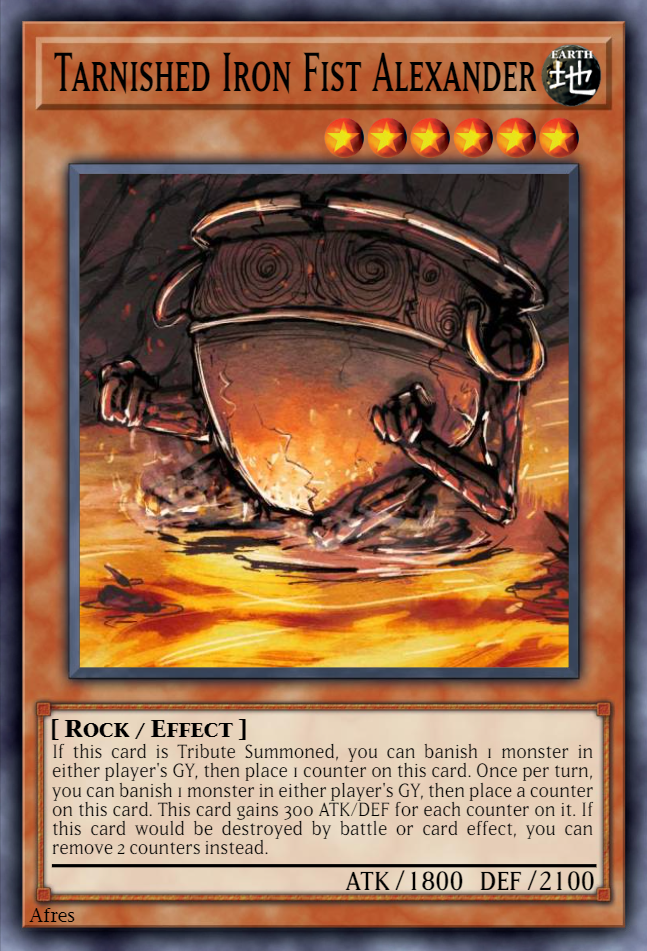 Tarnished Iron Fist Alexander
EARTH
地
[ Rock / Effect ]
If this card is Tribute Summoned, you can banish 1 monster in
either player's GY, then place 1 counter on this card. Once per turn,
you can banish 1 monster in either player's GY, then place a counter
on this card. This card gains 300 ATK/DEF for each counter on it. If
this card would be destroyed by battle or card effect, you can
remove 2 counters instead.
ATK/1800 DEF/2100
Afres